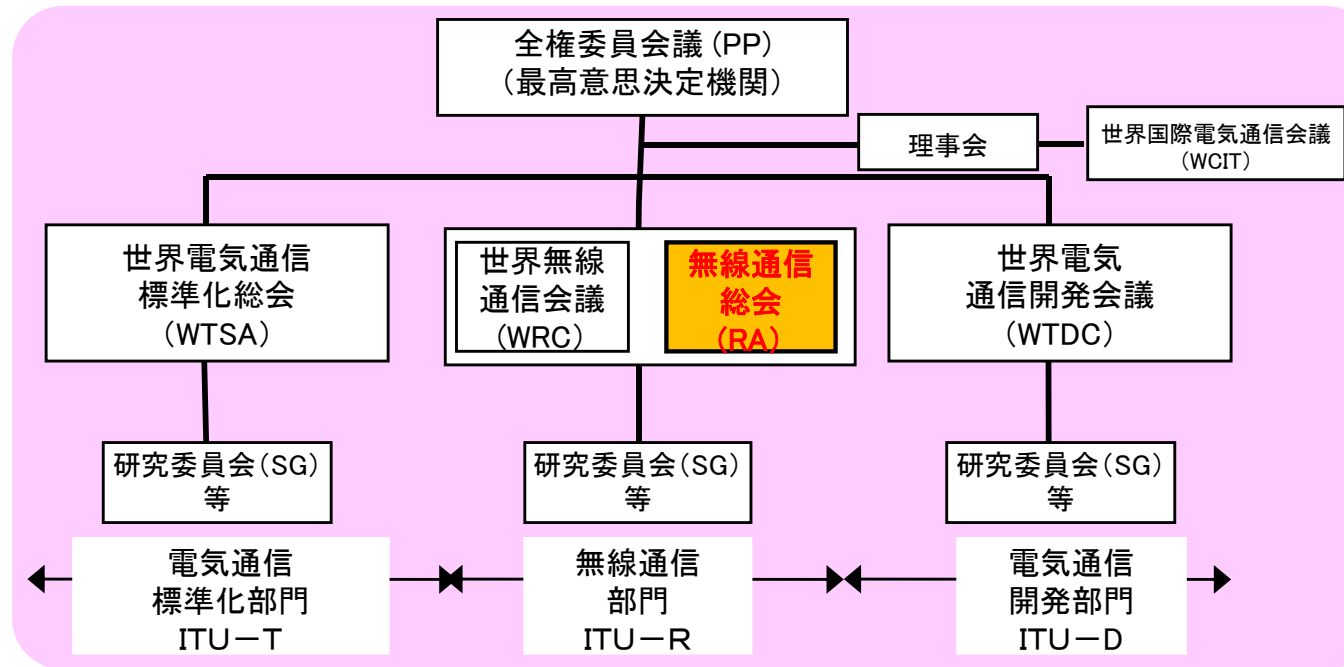 全権委員会議(PP)
(最高意思決定機関)
理事会
世界国際電気通信会議
(WCIT)
世界電気通信
標準化総会
(WTSA)
世界無線
通信会議
(WRC)
無線通信
総会
(RA)
世界電気
通信開発会議
(WTDC)
研究委員会(SG)
等
研究委員会(SG)
等
研究委員会(SG)
等
電気通信
標準化部門
ITU－T
無線通信
部門
ITU－R
電気通信
開発部門
ITU－D